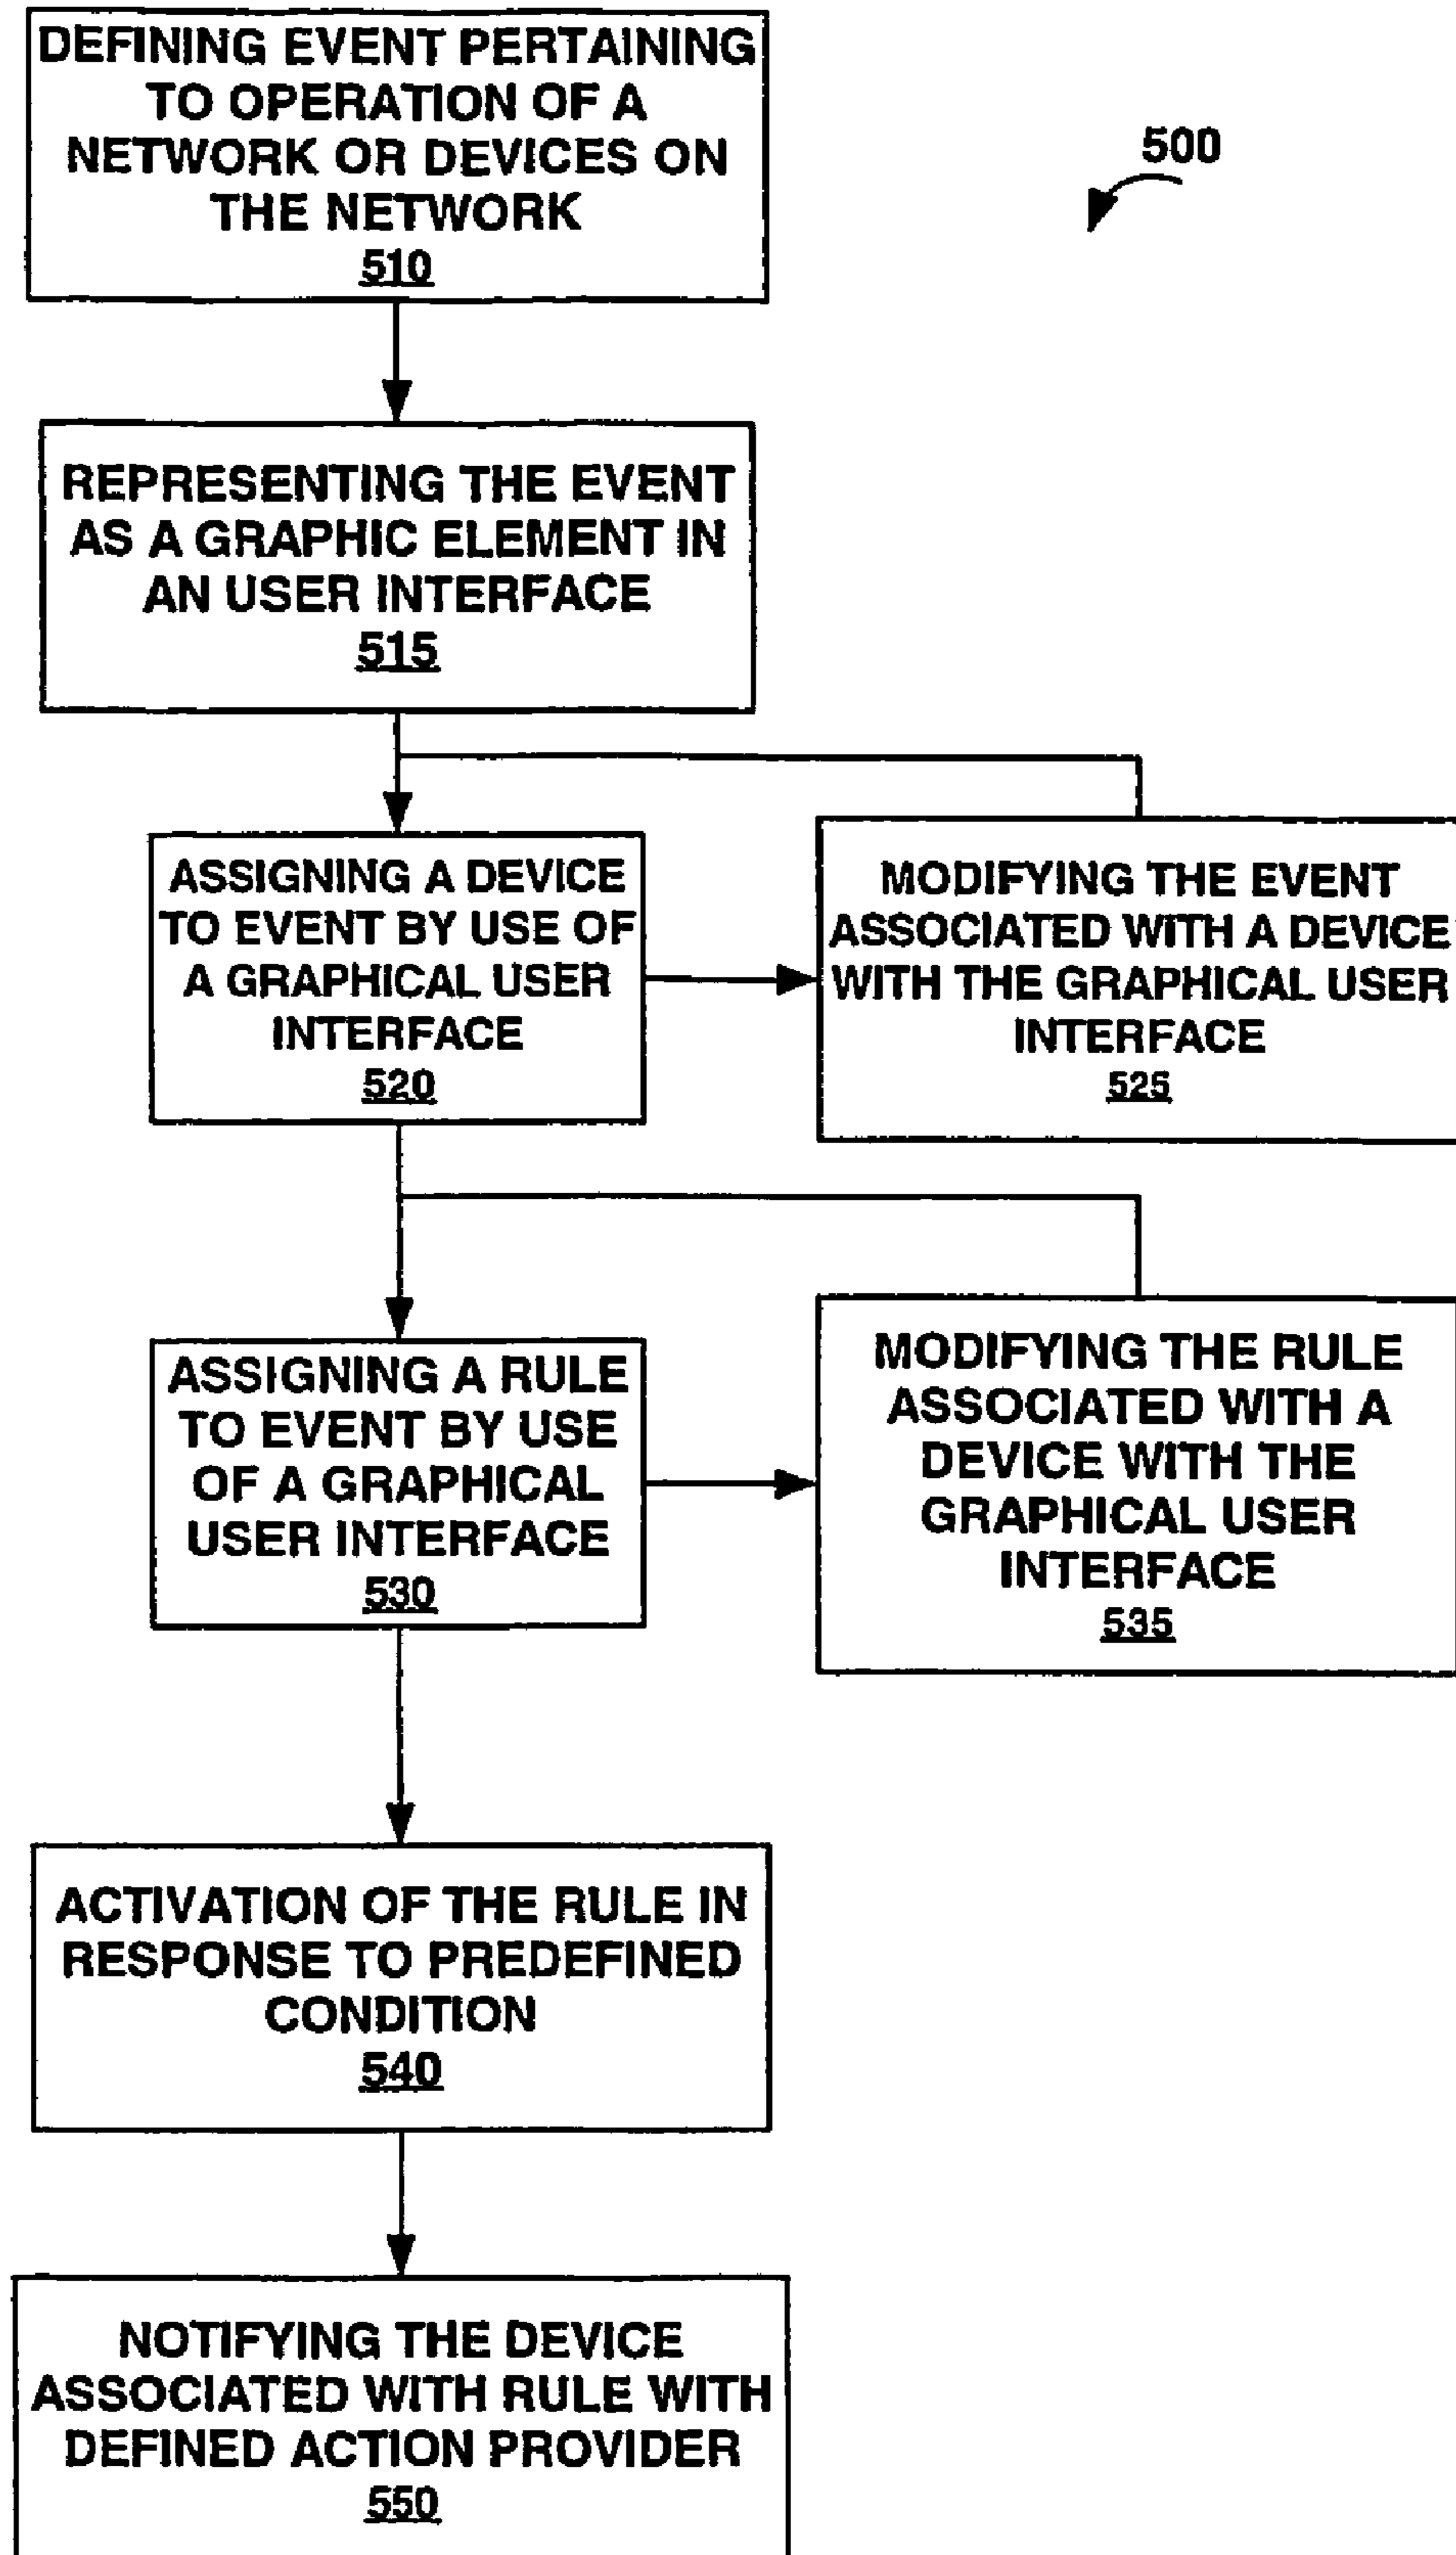 DEFINING EVENT PERTAINING
TO OPERATION OF A
NETWORK OR DEVICES ON
THE NETWORK
510
500
REPRESENTING THE EVENT
AS A GRAPHIC ELEMENT IN
AN USER INTERFACE
515
ASSIGNING A DEVICE
TO EVENT BY USE OF
A GRAPHICAL USER
INTERFACE
520
MODIFYING THE EVENT
ASSOCIATED WITH A DEVICE
WITH THE GRAPHICAL USER
INTERFACE
525
ASSIGNING A RULE
TO EVENT BY USE
OF A GRAPHICAL
USER INTERFACE
530
MODIFYING THE RULE
ASSOCIATED WITH A
DEVICE WITH THE
GRAPHICAL USER
INTERFACE
535
ACTIVATION OF THE RULE IN
RESPONSE TO PREDEFINED
CONDITION
540
NOTIFYING THE DEVICE
ASSOCIATED WITH RULE WITH
DEFINED ACTION PROVIDER
550